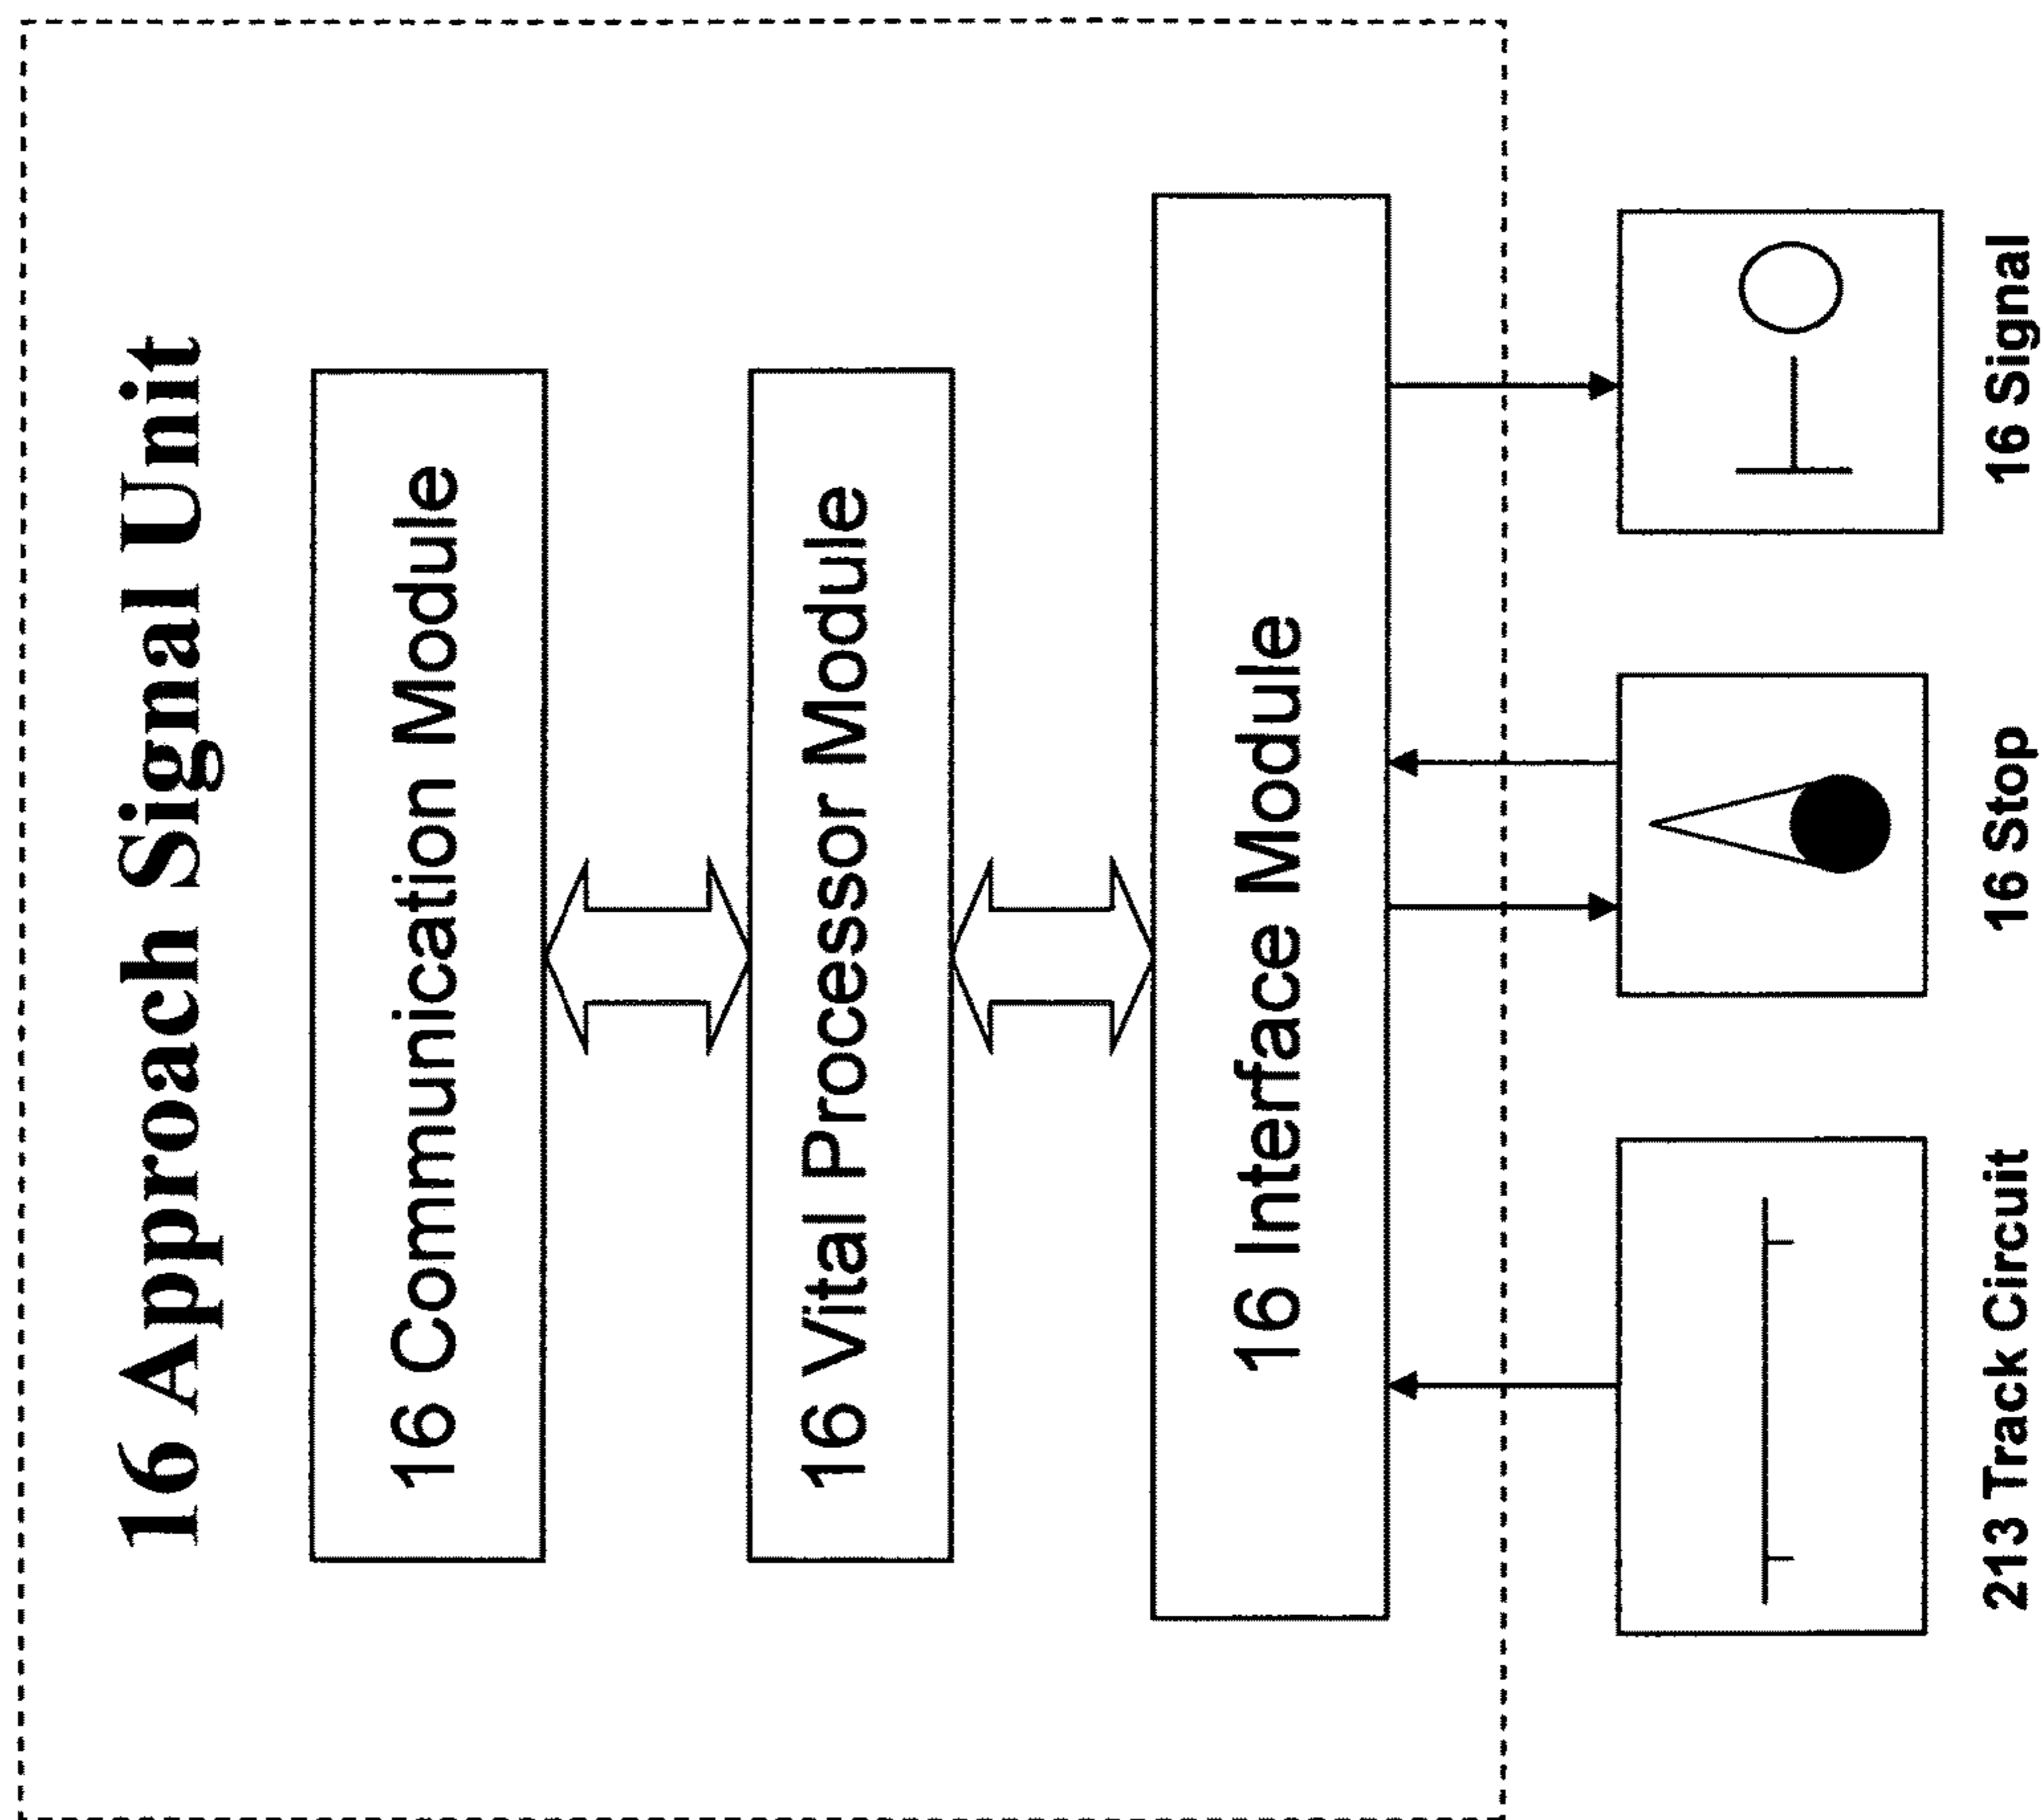 16 Approach Signal Unit
16 Communication Module
16 Vital Processor Module
16 Interface Module
213 Track Circuit
16 Stop
16 Signal